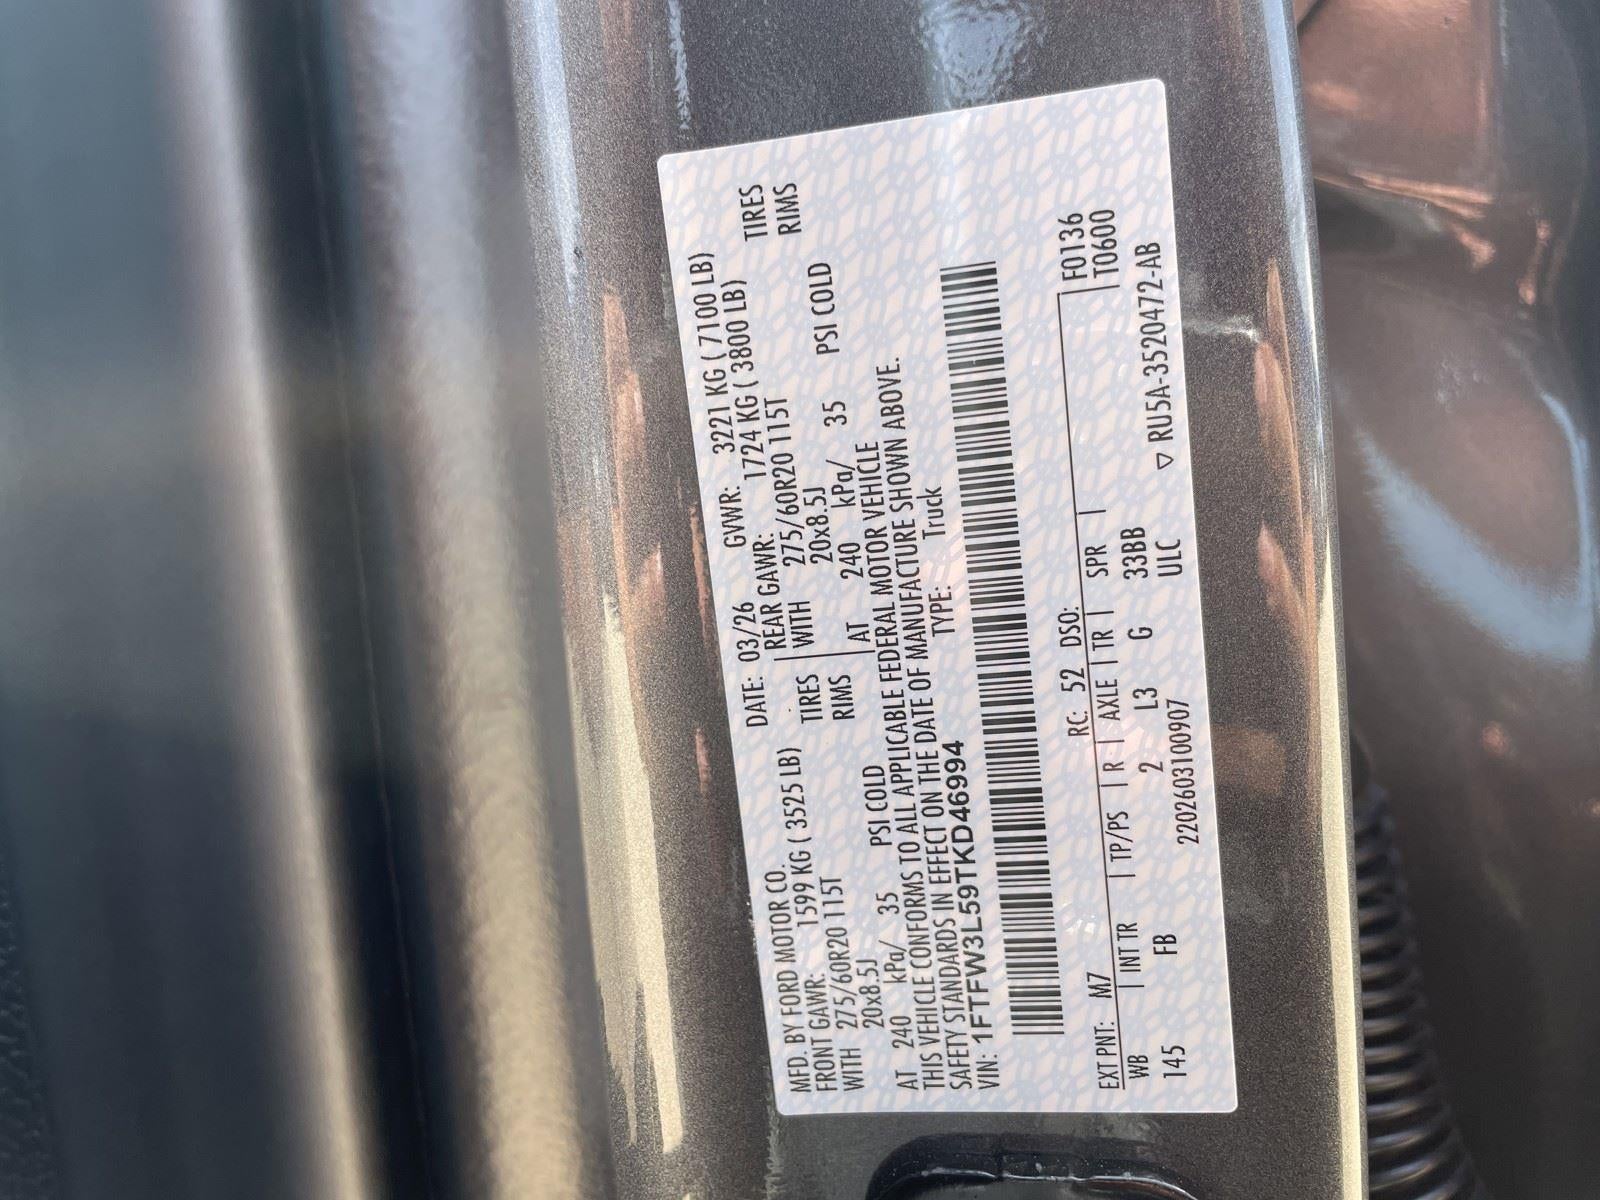 MFD. BY FORD MOTOR CO. DATE: 03/26 GVWR: 3221 KG ( 7100 LB)
FRONT GAWR: 1599 KG ( 3525 LB) REAR GAWR: 1724 KG ( 3800 LB)
WITH 275/60R20 115T TIRES WITH 275/60R20 115T TIRES
20x8.5J RIMS 20x8.5J RIMS
AT 240 kPa/ 35 PSI COLD AT 240 kPa/ 35 PSI COLD
THIS VEHICLE CONFORMS TO ALL APPLICABLE FEDERAL MOTOR VEHICLE
SAFETY STANDARDS IN EFFECT ON THE DATE OF MANUFACTURE SHOWN ABOVE.
VIN: 1FTFW3L59TKD46994 TYPE: Truck
EXT PNT: M7 RC: 52 DSO: F0136
WB INT TR TP/PS R AXLE TR SPR T0600
145 FB 2 L3 G 33BB
2202603100907 ULC ▽ RU5A-3520472-AB